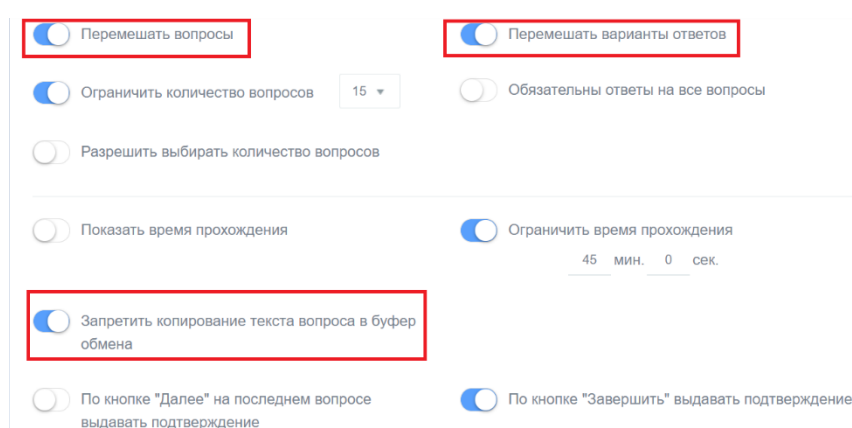 Перемешать вопросы
Перемешать варианты ответов
Ограничить количество вопросов 15
Обязательны ответы на все вопросы
Разрешить выбирать количество вопросов
Показать время прохождения
Ограничить время прохождения
45 мин. 0 сек.
Запретить копирование текста вопроса в буфер
обмена
По кнопке "Далее" на последнем вопросе
выдавать подтверждение
По кнопке "Завершить" выдавать подтверждение